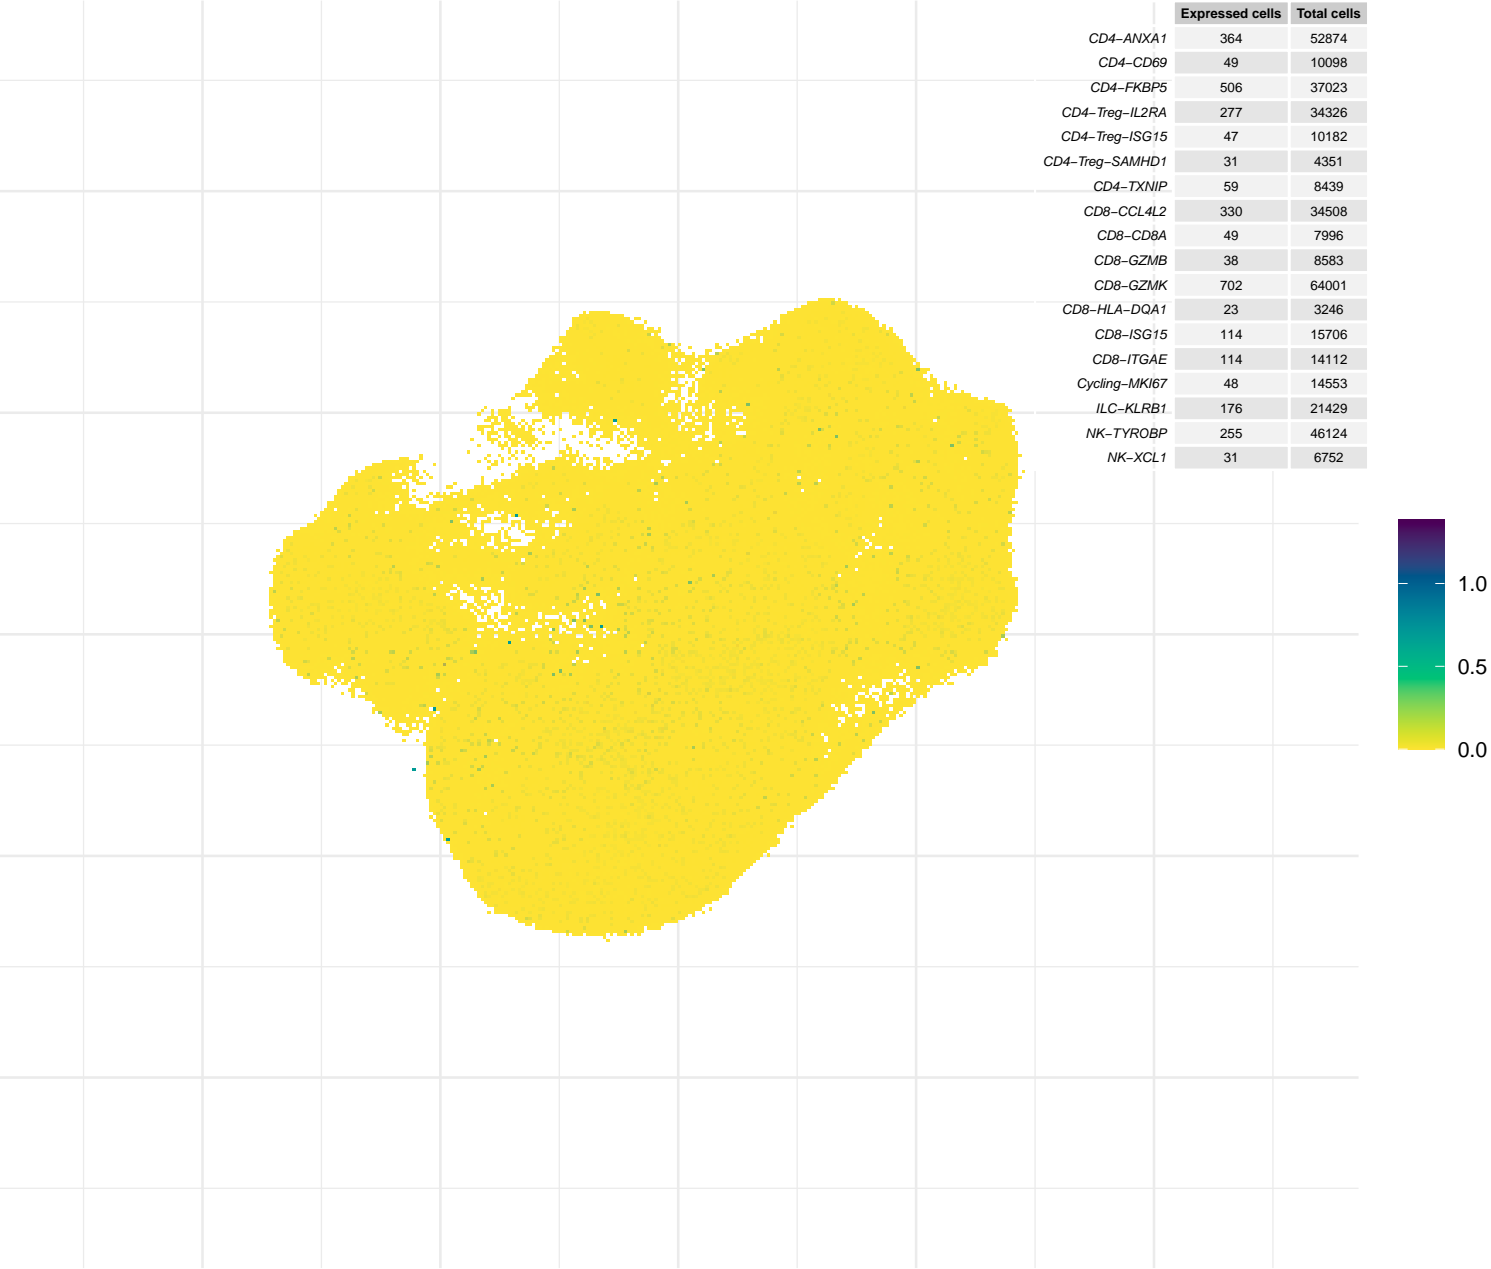 Expressed cells Total cells
CD4−ANXA1 364 52874
CD4−CD69 49 10098
CD4−FKBP5 506 37023
CD4−Treg−IL2RA 277 34326
CD4−Treg−ISG15 47 10182
CD4−Treg−SAMHD1 31 4351
CD4−TXNIP 59 8439
CD8−CCL4L2 330 34508
CD8−CD8A 49 7996
CD8−GZMB 38 8583
CD8−GZMK 702 64001
CD8−HLA−DQA1 23 3246
CD8−ISG15 114 15706
CD8−ITGAE 114 14112
Cycling−MKI67 48 14553
ILC−KLRB1 176 21429
NK−TYROBP 255 46124
NK−XCL1 31 6752
1.0
0.5
0.0